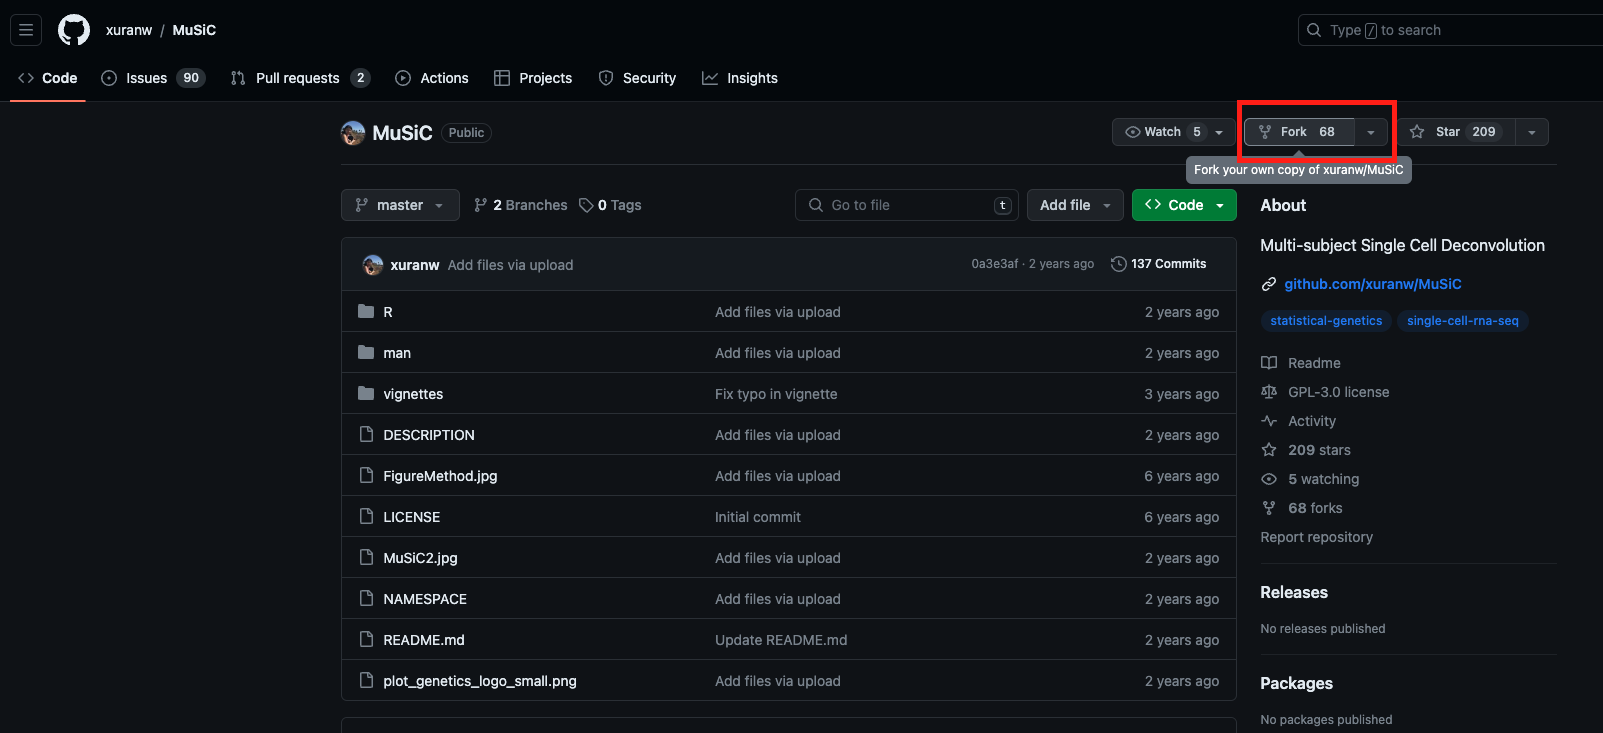 xuranw / MuSiC
Type / to search
Code
Issues 90
Pull requests 2
Actions
Projects
Security
Insights
MuSiC Public
Watch 5
Fork 68
Star 209
Fork your own copy of xuranw/MuSiC
master
2 Branches
0 Tags
Go to file t
Add file
Code
xuranw Add files via upload 0a3e3af · 2 years ago 137 Commits
R Add files via upload 2 years ago
man Add files via upload 2 years ago
vignettes Fix typo in vignette 3 years ago
DESCRIPTION Add files via upload 2 years ago
FigureMethod.jpg Add files via upload 6 years ago
LICENSE Initial commit 6 years ago
MuSiC2.jpg Add files via upload 2 years ago
NAMESPACE Add files via upload 2 years ago
README.md Update README.md 2 years ago
plot_genetics_logo_small.png Add files via upload 2 years ago
About
Multi-subject Single Cell Deconvolution
github.com/xuranw/MuSiC
statistical-genetics single-cell-rna-seq
Readme
GPL-3.0 license
Activity
209 stars
5 watching
68 forks
Report repository
Releases
No releases published
Packages
No packages published